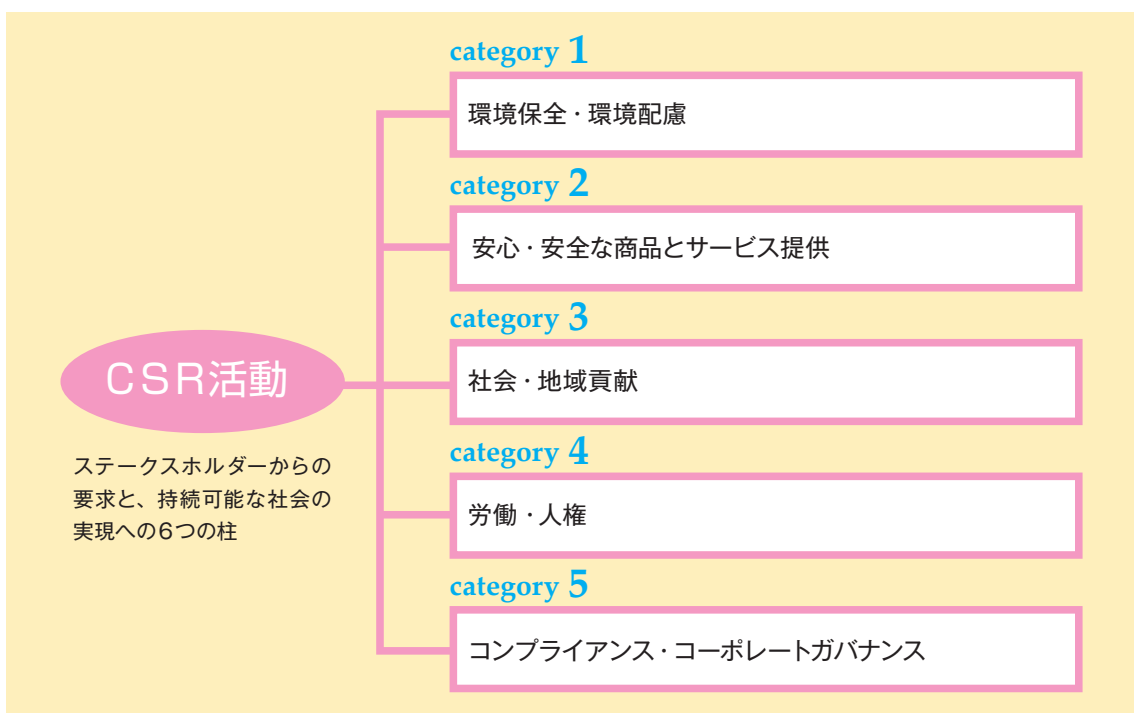 category 1
環境保全・環境配慮
category 2
安心・安全な商品とサービス提供
category 3
社会・地域貢献
category 4
労働・人権
category 5
コンプライアンス・コーポレートガバナンス
CSR活動
ステークスホルダーからの
要求と、持続可能な社会の
実現への6つの柱